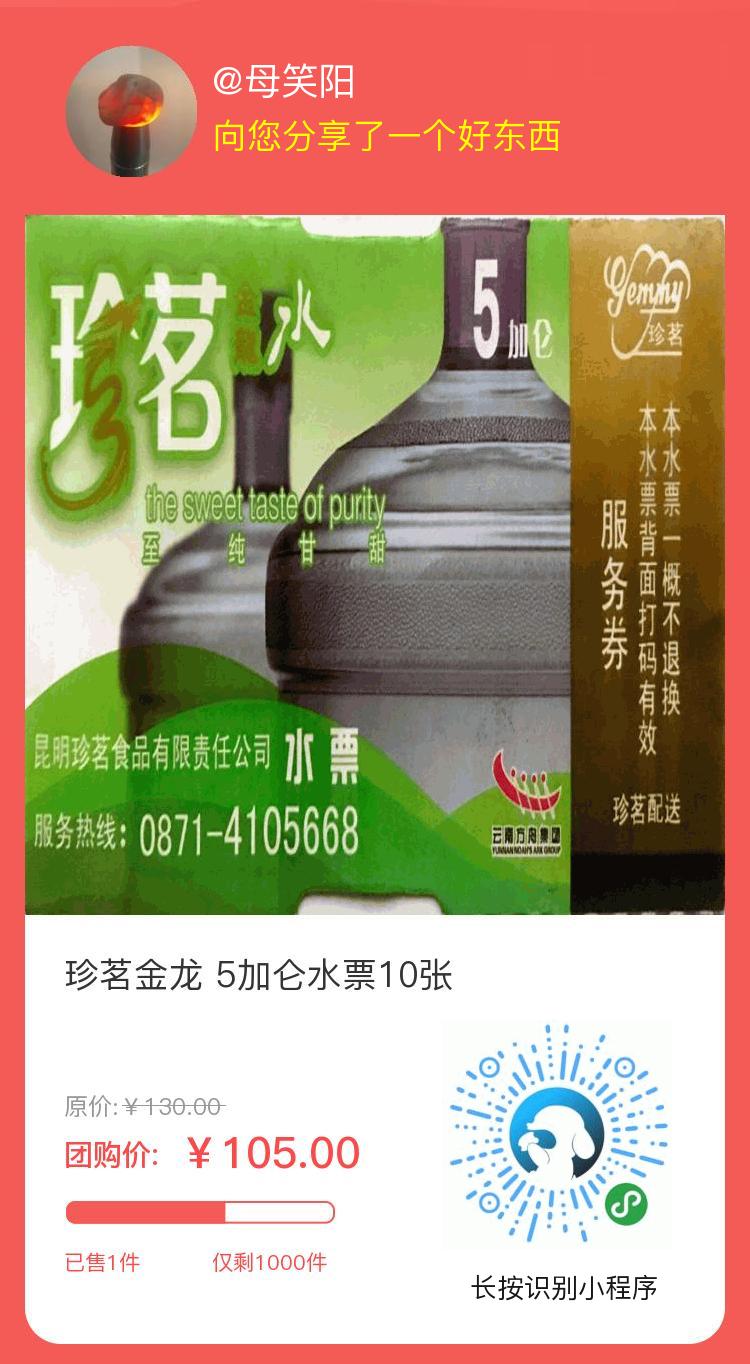 @母笑阳
向您分享了一个好东西
珍茗
金龍
水
5加仑
Gemmy
珍茗
the sweet taste of purity
至纯甘甜
本水票一概不退换
本水票背面打码有效
服务券
昆明珍茗食品有限责任公司 水票
服务热线：0871-4105668
云南方舟集团
YUNNAN NOAH'S ARK GROUP
珍茗配送
珍茗金龙 5加仑水票10张
原价:￥130.00
团购价: ￥105.00
已售1件 仅剩1000件
长按识别小程序